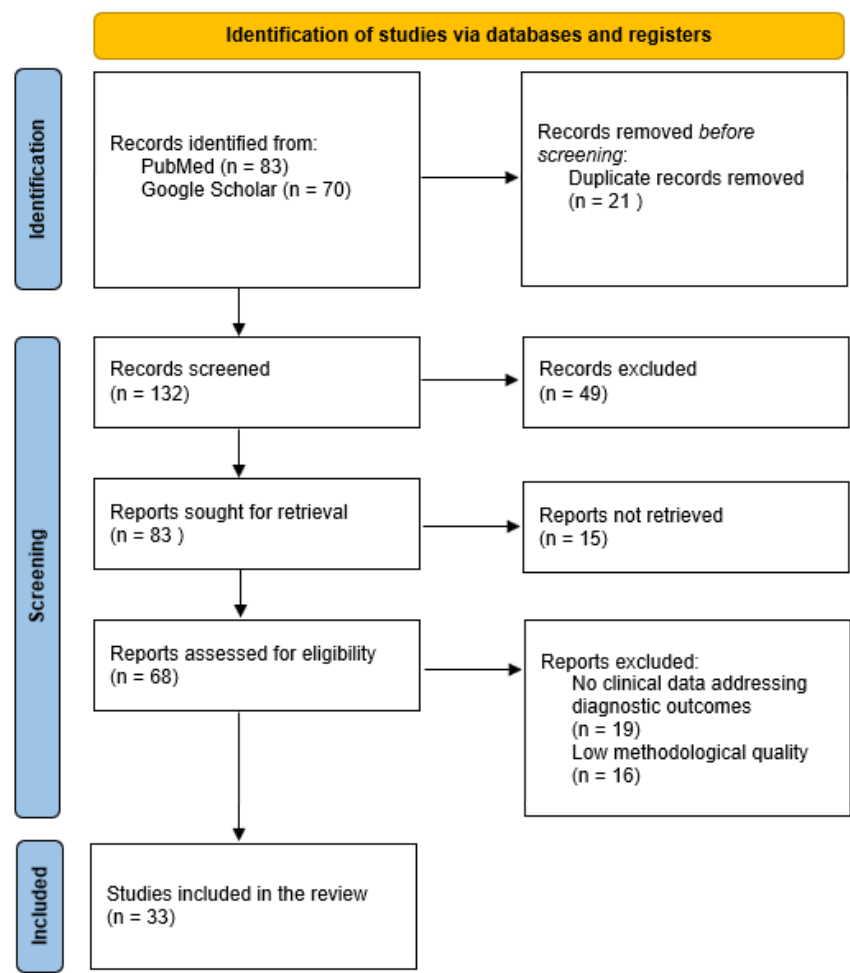 Identification of studies via databases and registers
Identification
Records identified from:
PubMed (n = 83)
Google Scholar (n = 70)
Records removed before
screening:
Duplicate records removed
(n = 21 )
Screening
Records screened
(n = 132)
Records excluded
(n = 49)
Reports sought for retrieval
(n = 83 )
Reports not retrieved
(n = 15)
Reports assessed for eligibility
(n = 68)
Reports excluded:
No clinical data addressing
diagnostic outcomes
(n = 19)
Low methodological quality
(n = 16)
Included
Studies included in the review
(n = 33)